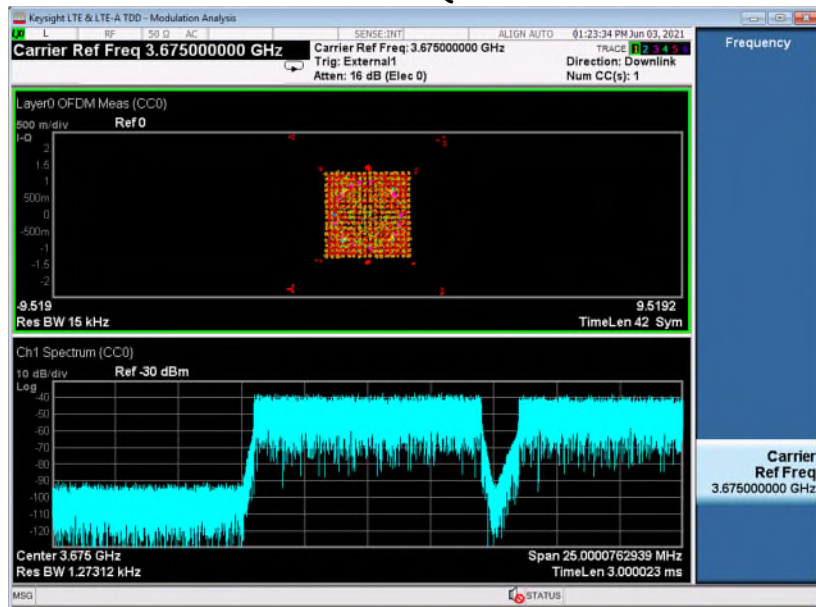 Keysight LTE & LTE-A TDD - Modulation Analysis
L RF 50 Ω AC SENSE:INT ALIGN AUTO 01:23:34 PM Jun 03, 2021
Carrier Ref Freq 3.675000000 GHz
Carrier Ref Freq: 3.675000000 GHz
Trig: External1
Atten: 16 dB (Elec 0)
TRACE 1 2 3 4 5 6
Direction: Downlink
Num CC(s): 1
Frequency
Layer0 OFDM Meas (CC0)
500 m/div Ref 0
I-Q
2
1.5
1
500m
0
-500m
-1
-1.5
-2
-9.519 9.5192
Res BW 15 kHz TimeLen 42 Sym
Ch1 Spectrum (CC0)
10 dB/div Ref -30 dBm
Log
-40
-50
-60
-70
-80
-90
-100
-110
-120
Center 3.675 GHz Span 25.0000762939 MHz
Res BW 1.27312 kHz TimeLen 3.000023 ms
Carrier
Ref Freq
3.675000000 GHz
MSG STATUS